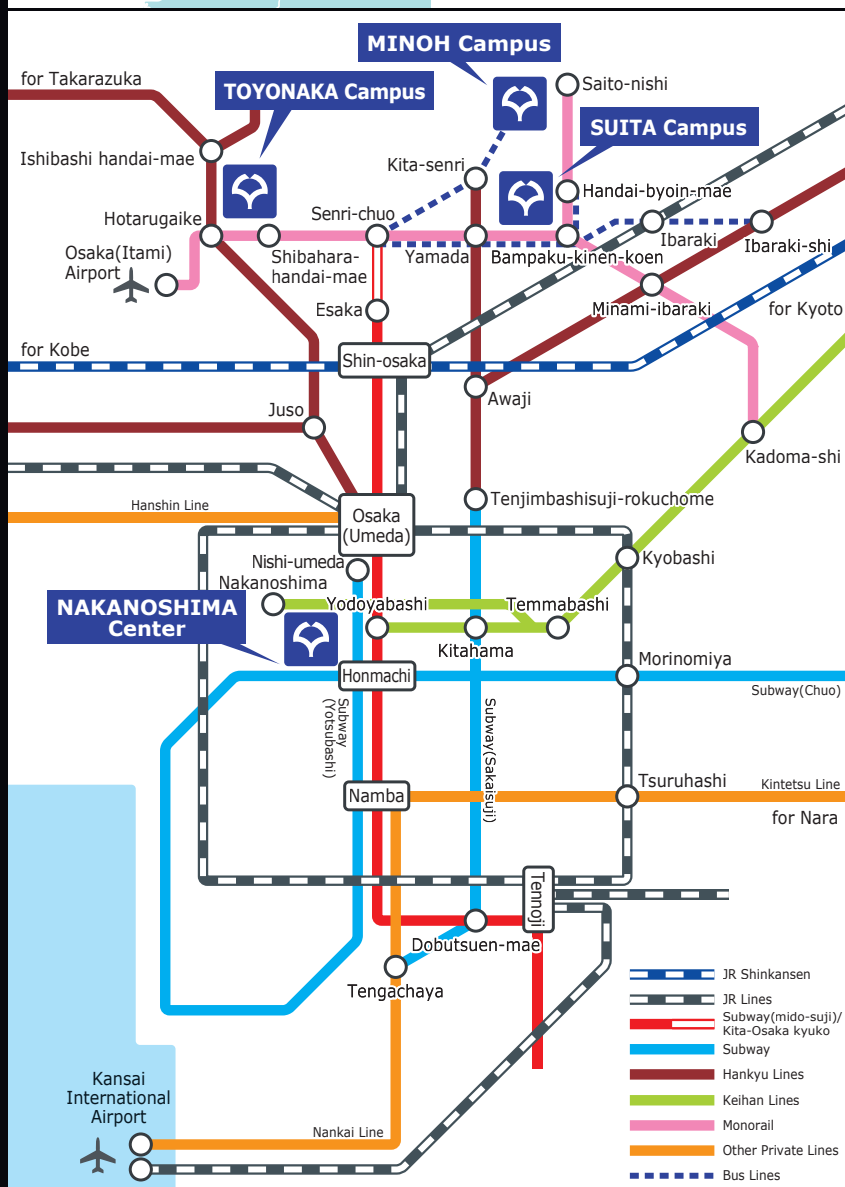 MINOH Campus
for Takarazuka
TOYONAKA Campus
Saito-nishi
SUITA Campus
Ishibashi handai-mae
Kita-senri
Handai-byoin-mae
Hotarugaike
Senri-chuo
Osaka(Itami)
Airport
Shibahara-
handai-mae
Yamada
Bampaku-kinen-koen
Ibaraki
Ibaraki-shi
Esaka
Minami-ibaraki
for Kyoto
for Kobe
Shin-osaka
Awaji
Juso
Kadoma-shi
Hanshin Line
Osaka
(Umeda)
Tenjimbashisuji-rokuchome
Nishi-umeda
Nakanoshima
Kyobashi
NAKANOSHIMA
Center
Yodoyabashi
Temmabashi
Kitahama
Honmachi
Morinomiya
Subway(Chuo)
Subway
(Yotsubashi)
Subway(Sakaisuji)
Namba
Tsuruhashi
Kintetsu Line
for Nara
Tennoji
Dobutsuen-mae
Tengachaya
Kansai
International
Airport
Nankai Line
JR Shinkansen
JR Lines
Subway(mido-suji)/
Kita-Osaka kyuko
Subway
Hankyu Lines
Keihan Lines
Monorail
Other Private Lines
Bus Lines